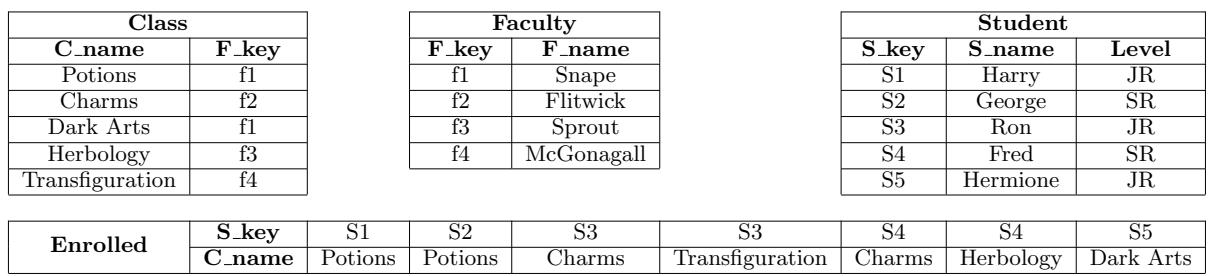 Class Faculty Student
C_name F_key F_key F_name S_key S_name Level
Potions f1 f1 Snape S1 Harry JR
Charms f2 f2 Flitwick S2 George SR
Dark Arts f1 f3 Sprout S3 Ron JR
Herbology f3 f4 McGonagall S4 Fred SR
Transfiguration f4 S5 Hermione JR
Enrolled S_key S1 S2 S3 S3 S4 S4 S5
C_name Potions Potions Charms Transfiguration Charms Herbology Dark Arts